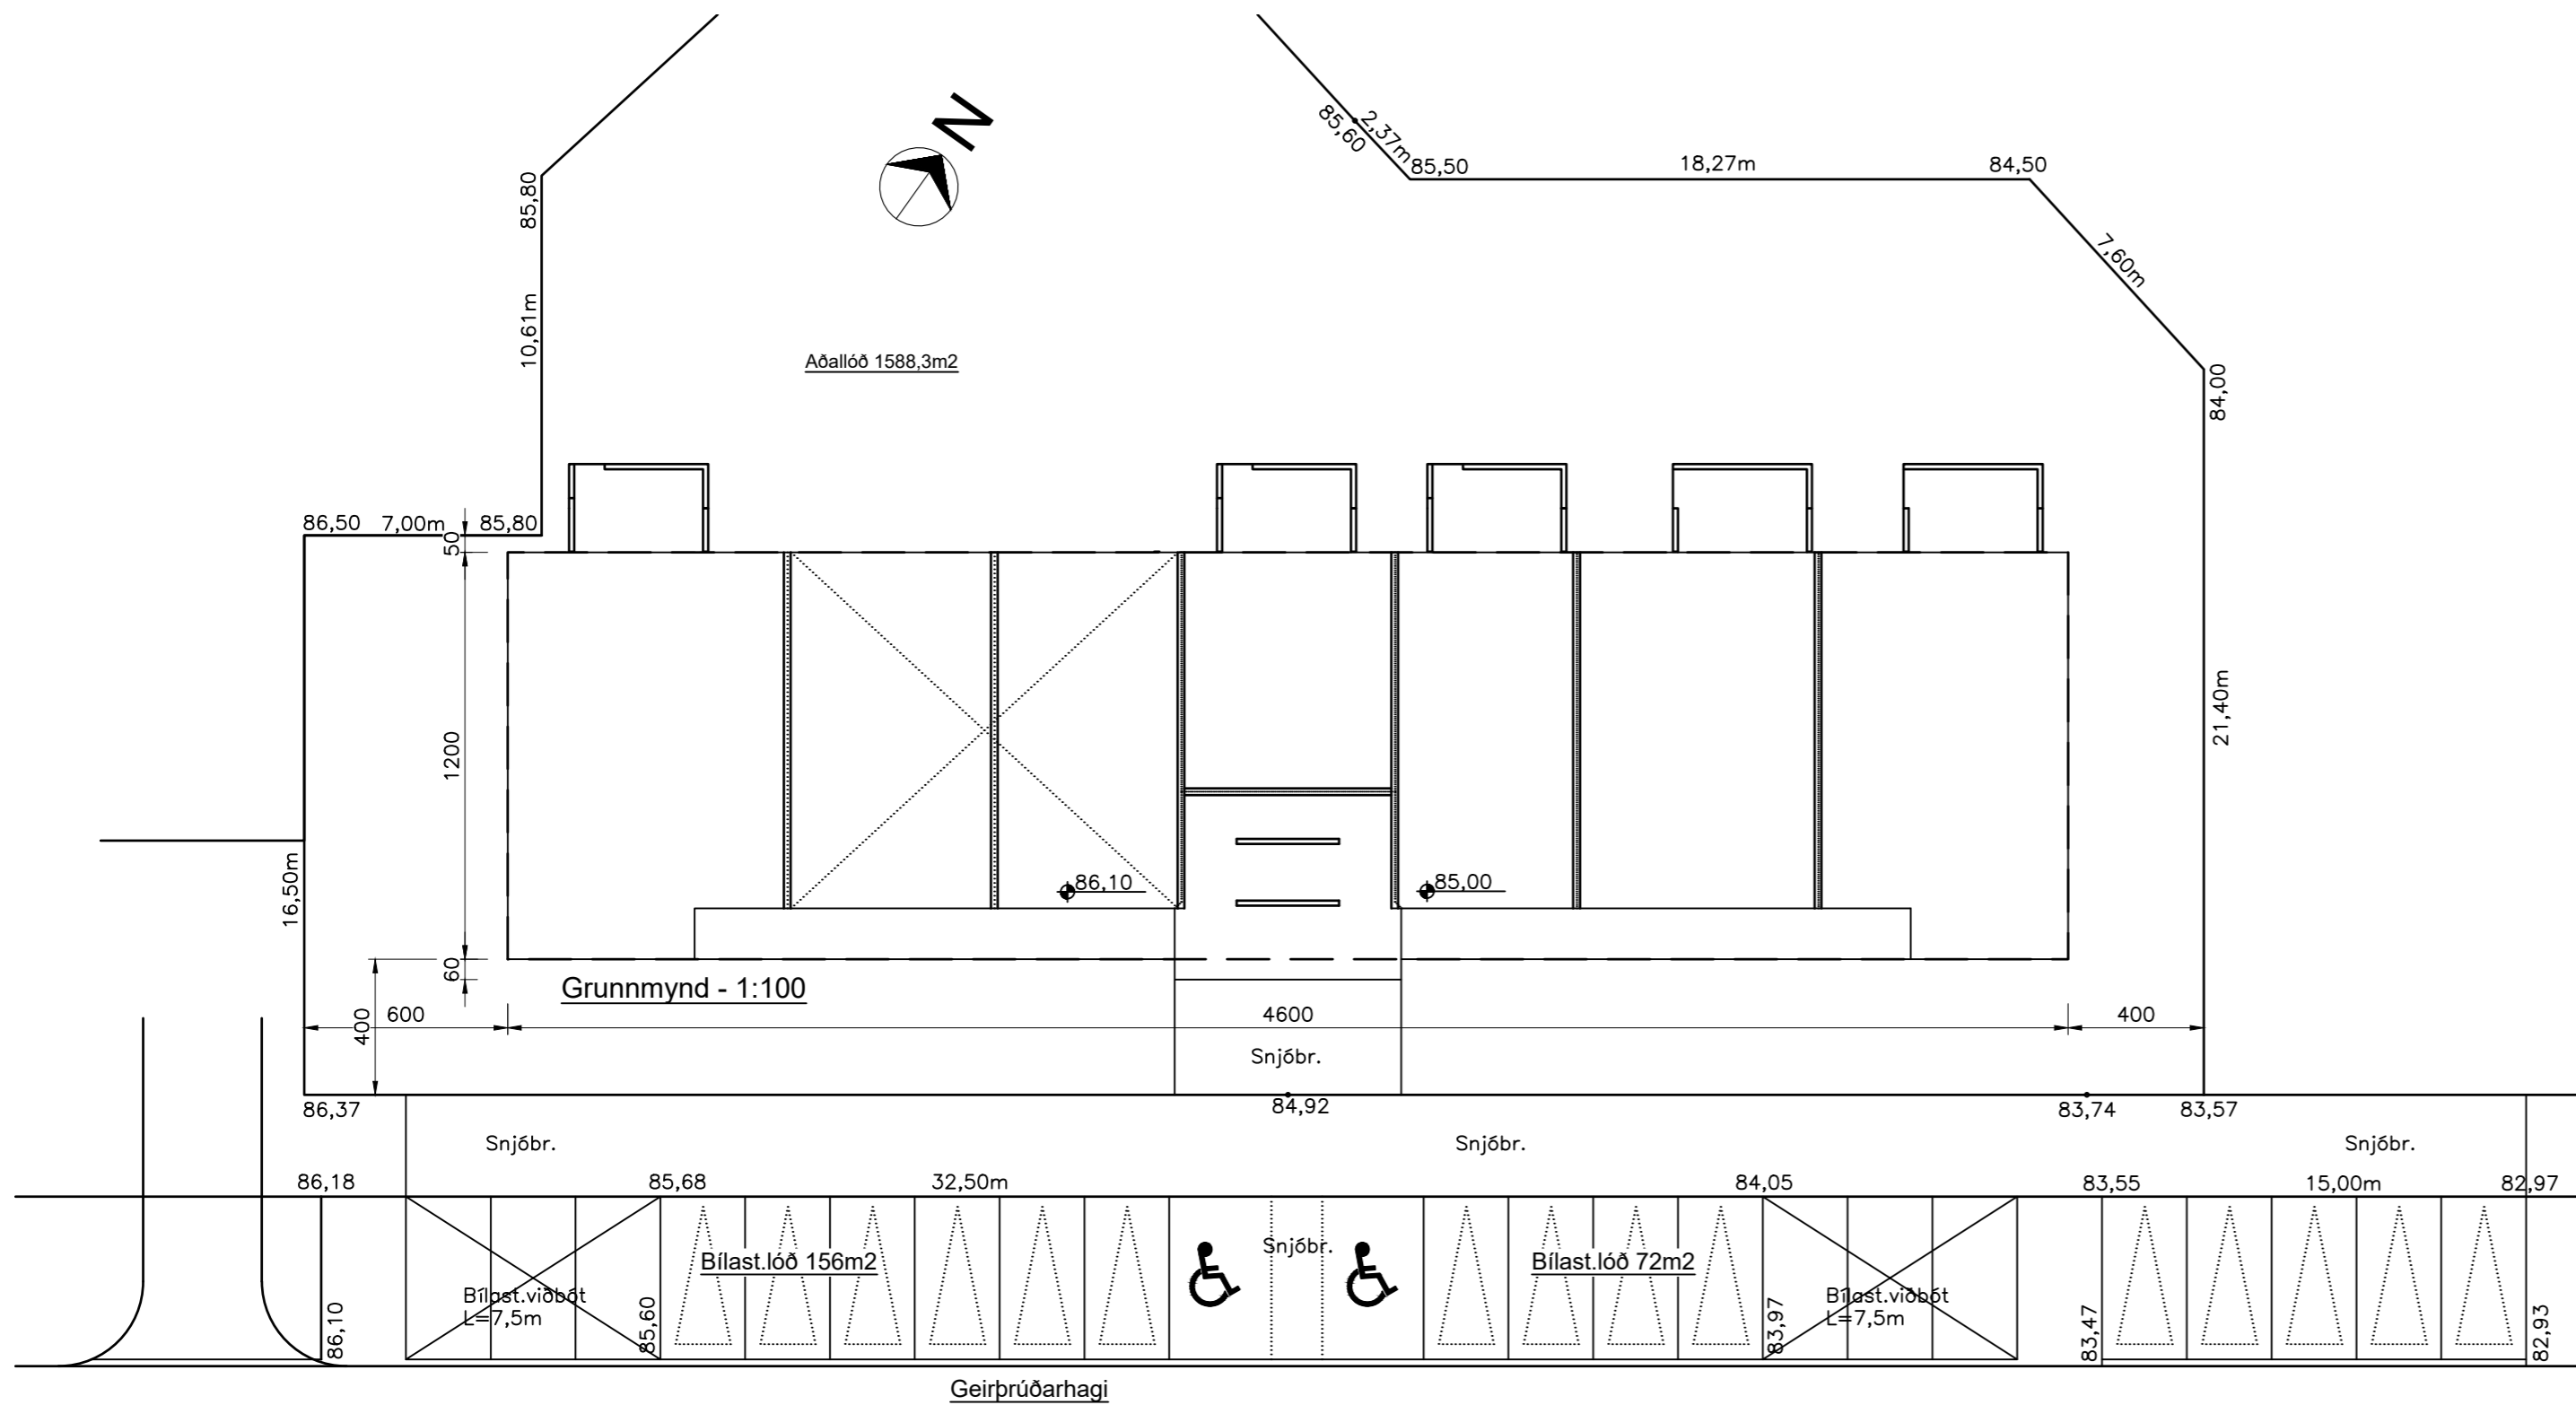 N
85,60
2,37m
85,50
18,27m
84,50
85,80
7,60m
10,61m
Aðallóð 1588,3m2
84,00
86,50
7,00m
85,80
50
21,40m
1200
16,50m
86,10
85,00
60
Grunnmynd - 1:100
400
600
4600
400
Snjóbr.
86,37
84,92
83,74
83,57
Snjóbr.
Snjóbr.
Snjóbr.
86,18
85,68
32,50m
84,05
83,55
15,00m
82,97
Snjóbr.
Bílast.lóð 156m2
Bílast.lóð 72m2
Bílast.viðbót
L=7,5m
Bílast.viðbót
L=7,5m
86,10
85,60
83,97
83,47
82,93
Geirþrúðarhagi